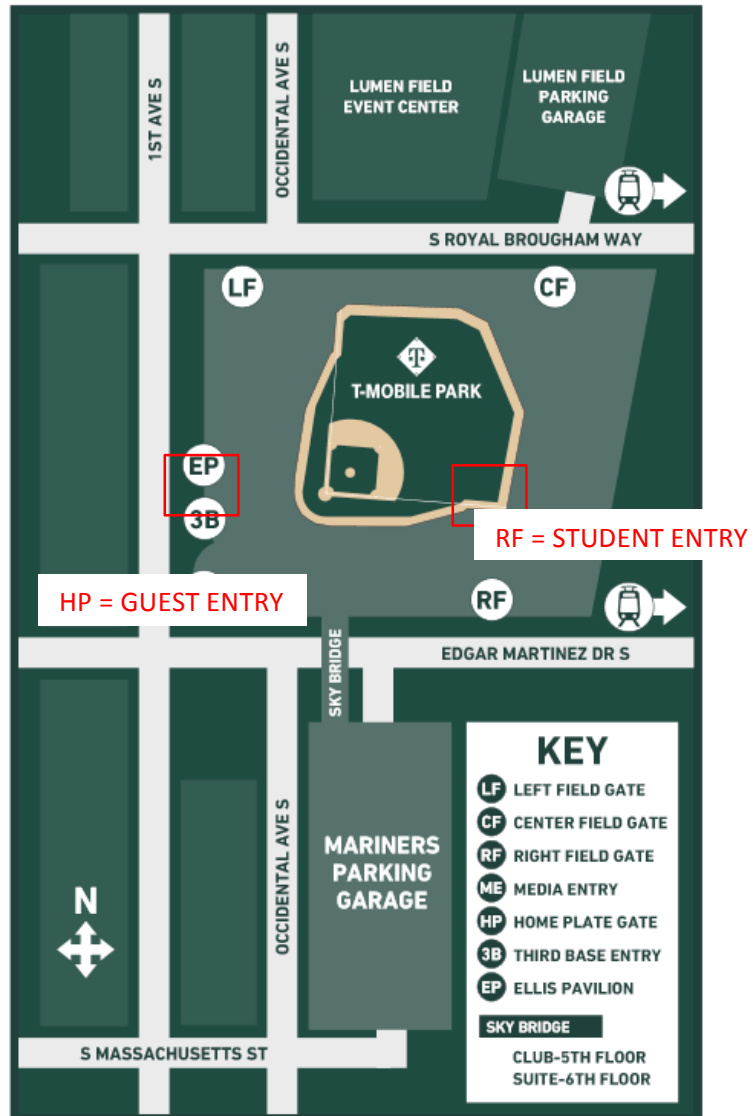 1ST AVE S
OCCIDENTAL AVE S
LUMEN FIELD
EVENT CENTER
LUMEN FIELD
PARKING
GARAGE
S ROYAL BROUGHAM WAY
LF
CF
T
T-MOBILE PARK
EP
3B
RF = STUDENT ENTRY
HP = GUEST ENTRY
RF
SKY BRIDGE
EDGAR MARTINEZ DR S
OCCIDENTAL AVE S
MARINERS
PARKING
GARAGE
N
S MASSACHUSETTS ST
KEY
LF LEFT FIELD GATE
CF CENTER FIELD GATE
RF RIGHT FIELD GATE
ME MEDIA ENTRY
HP HOME PLATE GATE
3B THIRD BASE ENTRY
EP ELLIS PAVILION
SKY BRIDGE
CLUB-5TH FLOOR
SUITE-6TH FLOOR